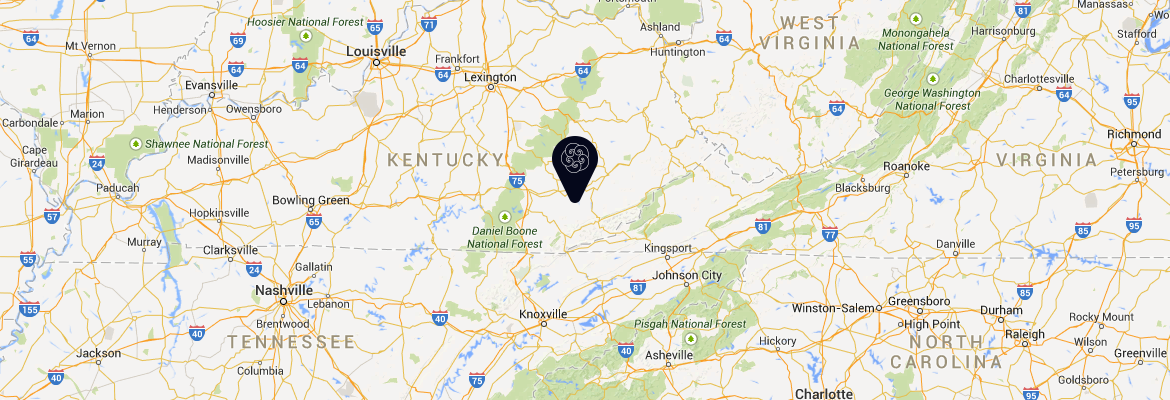 Portsmouth
Hoosier National Forest
65
71
Ashland
WEST
VIRGINIA
81
Manassas
64
69
Mt Vernon
Louisville
Huntington
64
Monongahela
National Forest
Harrisonburg
Stafford
64
64
Frankfort
64
Lexington
64
Charlottesville
64
Evansville
George Washington
National Forest
64
95
Henderson
Owensboro
Marion
Carbondale
Richmond
Shawnee National Forest
Cape
Girardeau
24
Madisonville
KENTUCKY
VIRGINIA
Roanoke
Petersburg
75
Blacksburg
Paducah
Bowling Green
57
Hopkinsville
65
Daniel Boone
National Forest
81
77
85
95
Murray
Clarksville
Kingsport
Danville
55
24
Gallatin
Johnson City
Nashville
81
85
Lebanon
155
Winston-Salem
Greensboro
Durham
Rocky Mount
Knoxville
40
Brentwood
40
Pisgah National Forest
High Point
Raleigh
TENNESSEE
40
Hickory
NORTH
CAROLINA
Wilson
Greenville
Jackson
Asheville
Columbia
40
75
Goldsboro
Charlotte
95